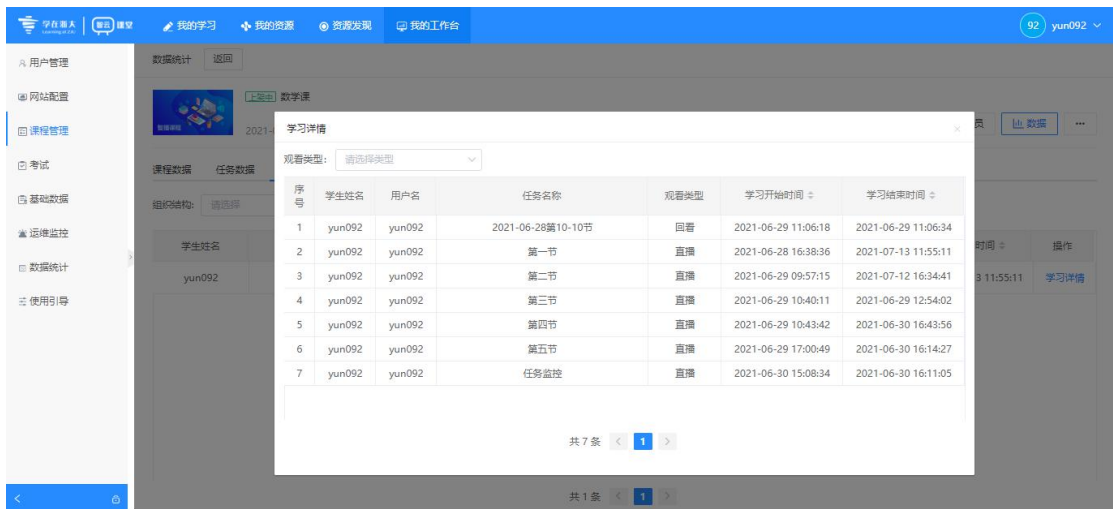 学在浙大 智云课堂 我的学习 我的资源 资源发现 我的工作台 92 yun092
用户管理
网站配置
课程管理
考试
基础数据
运维监控
数据统计
使用引导
数据统计 返回
上架中 数学课
2021- 员 数据 ...
课程数据 任务数据
组织结构: 请选择
学生姓名 时间 操作
yun092 3 11:55:11 学习详情
学习详情 ×
观看类型: 请选择类型
序号 学生姓名 用户名 任务名称 观看类型 学习开始时间 学习结束时间
1 yun092 yun092 2021-06-28第10-10节 回看 2021-06-29 11:06:18 2021-06-29 11:06:34
2 yun092 yun092 第一节 直播 2021-06-28 16:38:36 2021-07-13 11:55:11
3 yun092 yun092 第二节 直播 2021-06-29 09:57:15 2021-07-12 16:34:41
4 yun092 yun092 第三节 直播 2021-06-29 10:40:11 2021-06-29 12:54:02
5 yun092 yun092 第四节 直播 2021-06-29 10:43:42 2021-06-30 16:43:56
6 yun092 yun092 第五节 直播 2021-06-29 17:00:49 2021-06-30 16:14:27
7 yun092 yun092 任务监控 直播 2021-06-30 15:08:34 2021-06-30 16:11:05
共 7 条 < 1 >
共 1 条 < 1 >